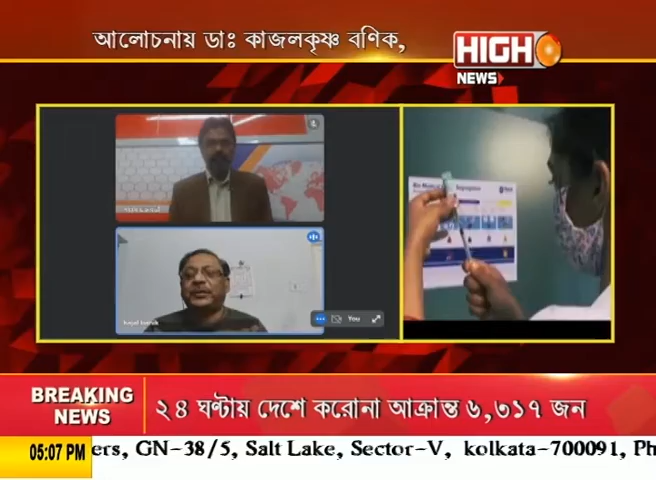 আলোচনায় ডাঃ কাজলকৃষ্ণ বণিক,
HIGH
NEWS
You
BREAKING
NEWS
২৪ ঘণ্টায় দেশে করোনা আক্রান্ত ৬,৩১৭ জন
05:07 PM
ers, GN-38/5, Salt Lake, Sector-V, kolkata-700091, Ph